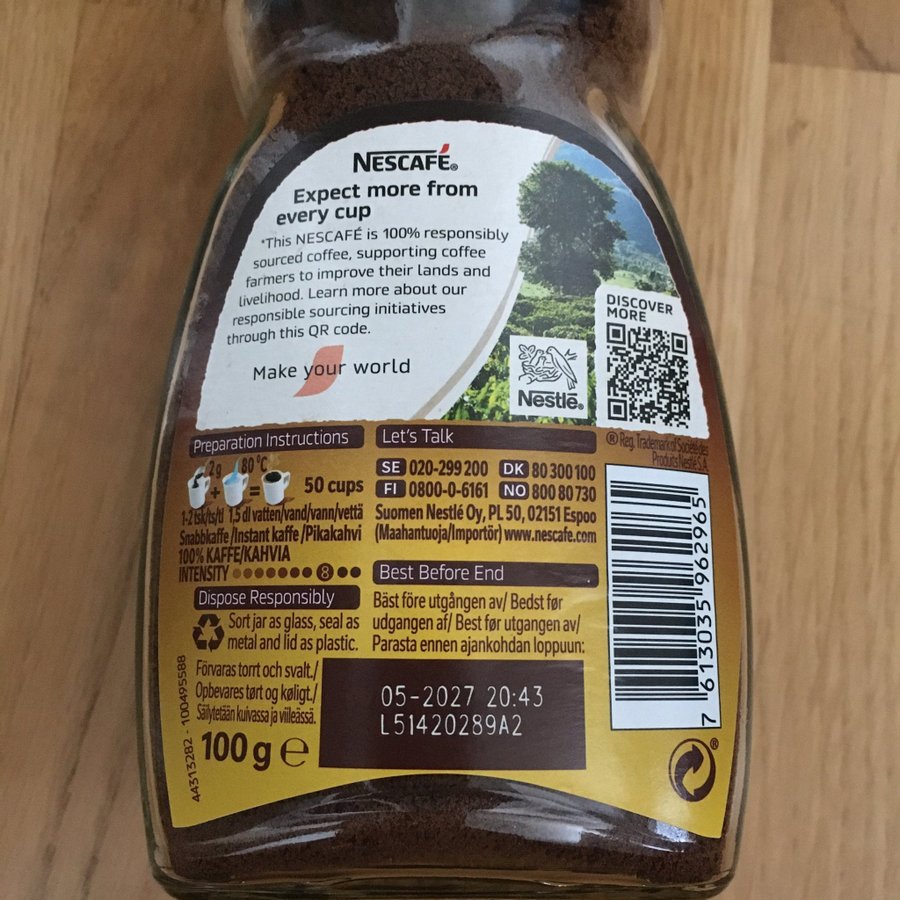 NESCAFÉ®
Expect more from
every cup
*This NESCAFÉ is 100% responsibly
sourced coffee, supporting coffee
farmers to improve their lands and
livelihood. Learn more about our
responsible sourcing initiatives
through this QR code.
Make your world
DISCOVER
MORE
Nestlé®
® Reg. Trademark of Société des
Produits Nestlé S.A.
Preparation Instructions
2 g 80 °C
+ = 50 cups
1-2 tsk/ts/tl 1,5 dl vatten/vand/vann/vettä
Snabbkaffe/Instant kaffe/Pikakahvi
100% KAFFE/KAHVIA
INTENSITY 8
Dispose Responsibly
Sort jar as glass, seal as
metal and lid as plastic.
Förvaras torrt och svalt./
Opbevares tørt og køligt./
Säilytetään kuivassa ja viileässä.
100 g e
44313282 - 100495588
Let's Talk
SE 020-299 200 DK 80 300 100
FI 0800-0-6161 NO 800 80 730
Suomen Nestlé Oy, PL 50, 02151 Espoo
(Maahantuoja/Importör) www.nescafe.com
Best Before End
Bäst före utgången av/ Bedst før
udgangen af/ Best før utgangen av/
Parasta ennen ajankohdan loppuun:
05-2027 20:43
L51420289A2
7 613035 962965
®